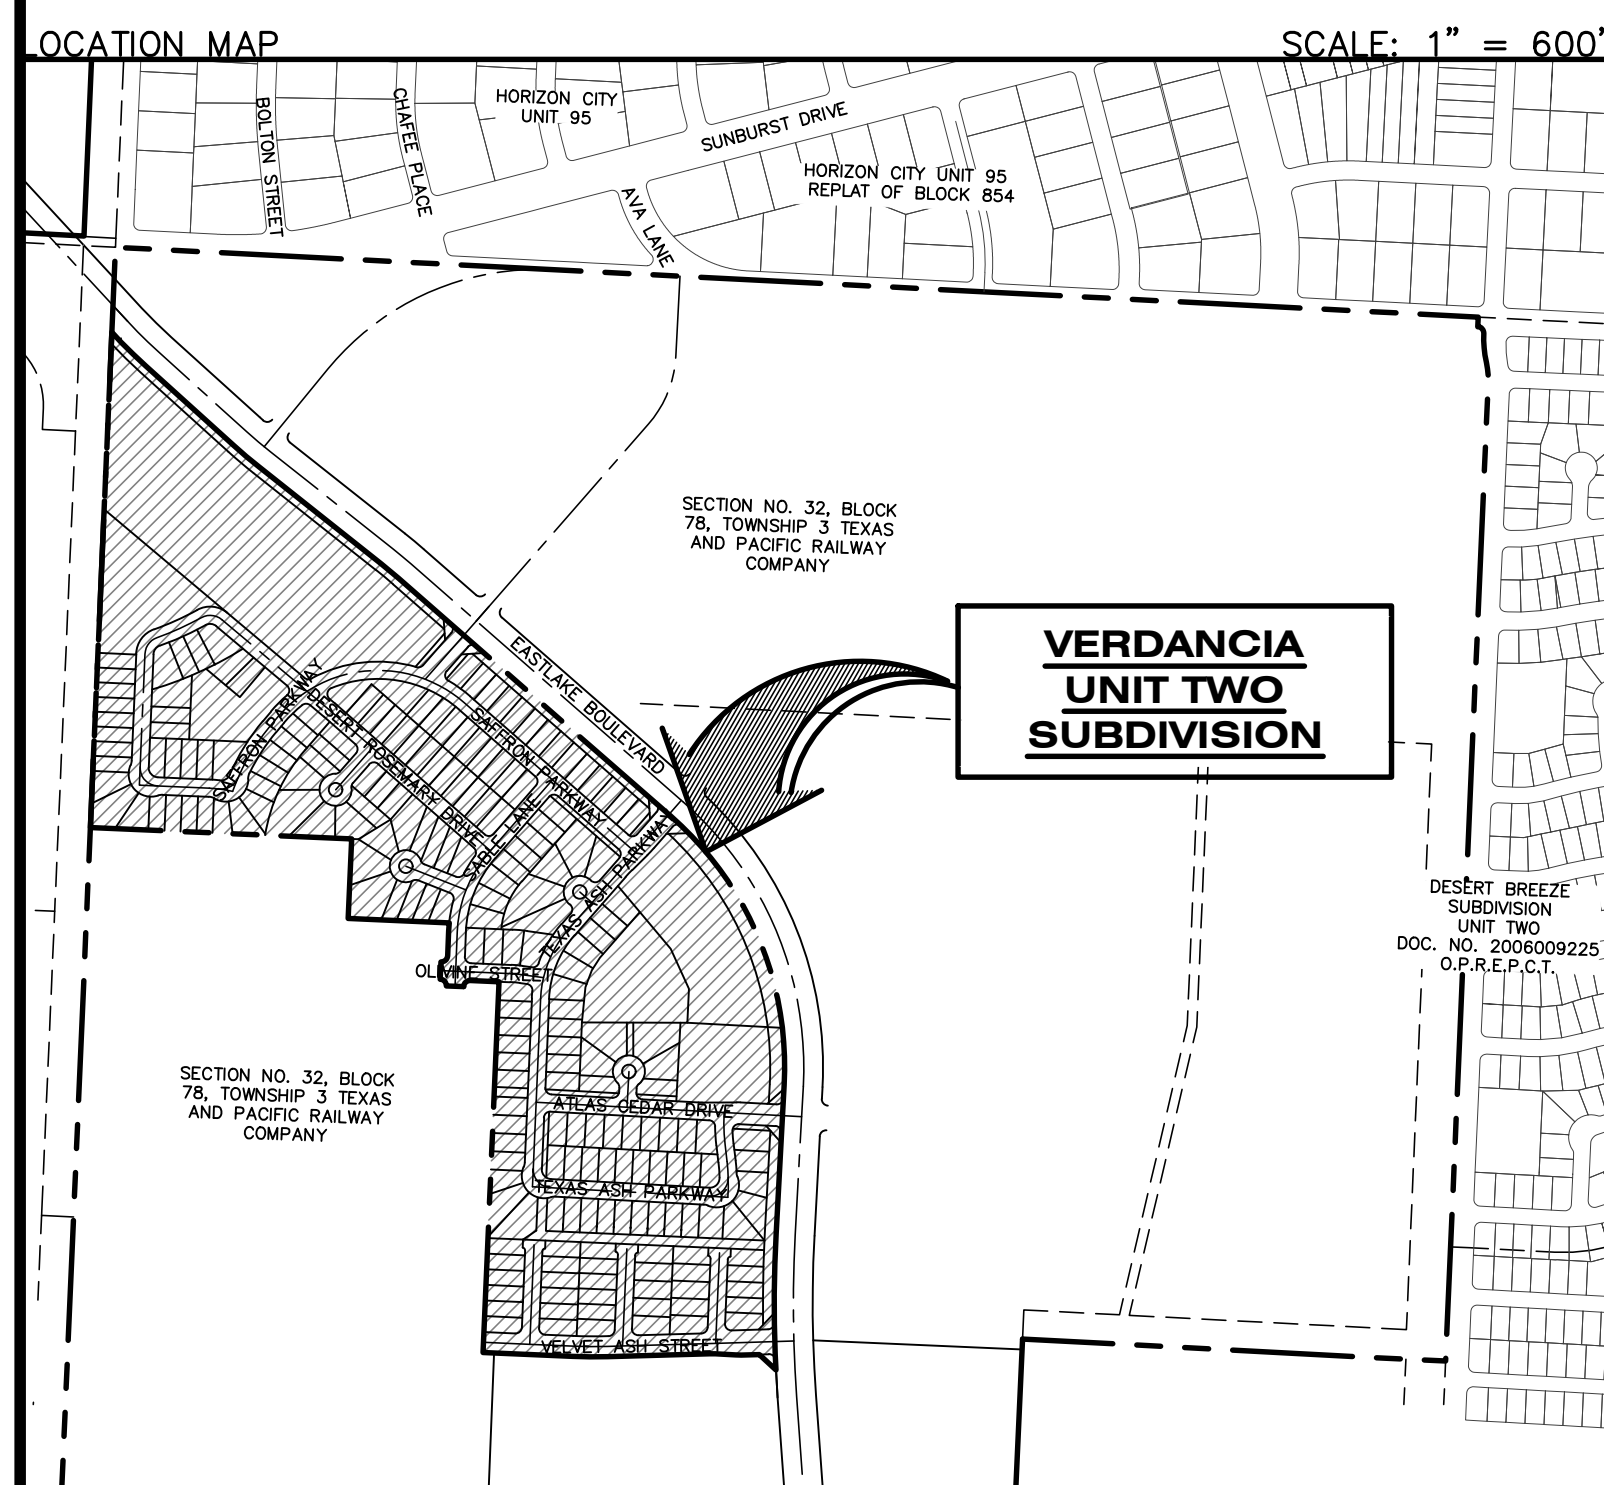 LOCATION MAP
SCALE: 1" = 600'
HORIZON CITY
UNIT 95
BOLTON STREET
CHAFEE PLACE
SUNBURST DRIVE
HORIZON CITY UNIT 95
REPLAT OF BLOCK 854
AVA LANE
SECTION NO. 32, BLOCK
78, TOWNSHIP 3 TEXAS
AND PACIFIC RAILWAY
COMPANY
VERDANCIA
UNIT TWO
SUBDIVISION
EASTLAKE BOULEVARD
SAFFRON PARKWAY
DESERT ROSEMARY DRIVE
SAFFRON PARKWAY
SABLE LANE
TEXAS ASH PARKWAY
OLIVINE STREET
DESERT BREEZE
SUBDIVISION
UNIT TWO
DOC. NO. 2006009225
O.P.R.E.P.C.T.
SECTION NO. 32, BLOCK
78, TOWNSHIP 3 TEXAS
AND PACIFIC RAILWAY
COMPANY
ATLAS CEDAR DRIVE
TEXAS ASH PARKWAY
VELVET ASH STREET